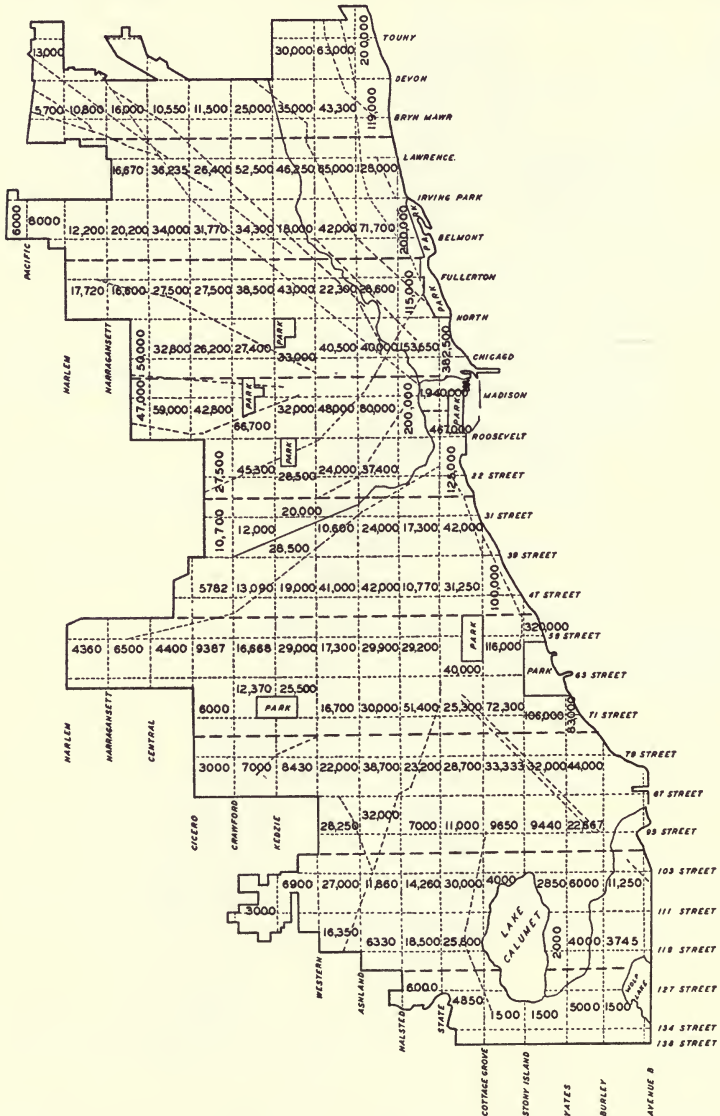 200,000
TOUHY
13,000
30,000 63,000
DEVON
5,700 10,800 16,000 10,550 11,500 25,000 35,000 43,300 119,000
BRYN MAWR
LAWRENCE.
16,670 36,235 26,400 52,500 46,250 85,000 128,000
IRVING PARK
6000 8000 12,200 20,200 34,000 31,770 34,300 18,000 42,000 71,700 200,000
PARK
BELMONT
PACIFIC
FULLERTON
17,720 16,600 27,500 27,500 38,500 43,000 22,300 28,600 115,000
PARK
NORTH
50,000 32,800 26,200 27,400 PARK 33,000 40,500 40,000 153,650 382,500
CHICAGO
HARLEM
NARRAGANSETT
47,000 59,000 42,800 PARK 66,700 32,000 48,000 80,000 200,000 1,940,000 PARK
MADISON
467,000
ROOSEVELT
27,500 45,300 PARK 28,500 24,000 37,400 125,000
22 STREET
10,700 12,000 20,000 28,500 10,600 24,000 17,300 42,000
31 STREET
39 STREET
5782 13,090 19,000 41,000 42,000 10,770 31,250 100,000
47 STREET
320,000
4360 6500 4400 9387 16,668 29,000 17,300 29,900 29,200 PARK 116,000
PARK
40,000
63 STREET
12,370 25,500
6000 PARK 16,700 30,000 51,400 25,300 72,300 106,000 83,000
71 STREET
HARLEM
NARRAGANSETT
CENTRAL
79 STREET
3000 7000 8430 22,000 38,700 23,200 28,700 33,333 32,000 44,000
87 STREET
32,000
28,250 7000 11,000 9650 9440 22,667
95 STREET
CICERO
CRAWFORD
KEDZIE
103 STREET
6900 27,000 11,860 14,260 30,000 4000 2850 6000 11,250
3000
111 STREET
LAKE
CALUMET
16,350 6330 18,500 25,800 2000 4000 3745
119 STREET
6000
WOLF
LAKE
127 STREET
4850 1500 1500 5000 1500
134 STREET
138 STREET
WESTERN
ASHLAND
HALSTED
STATE
COTTAGE GROVE
STONY ISLAND
YATES
BURLEY
AVENUE B